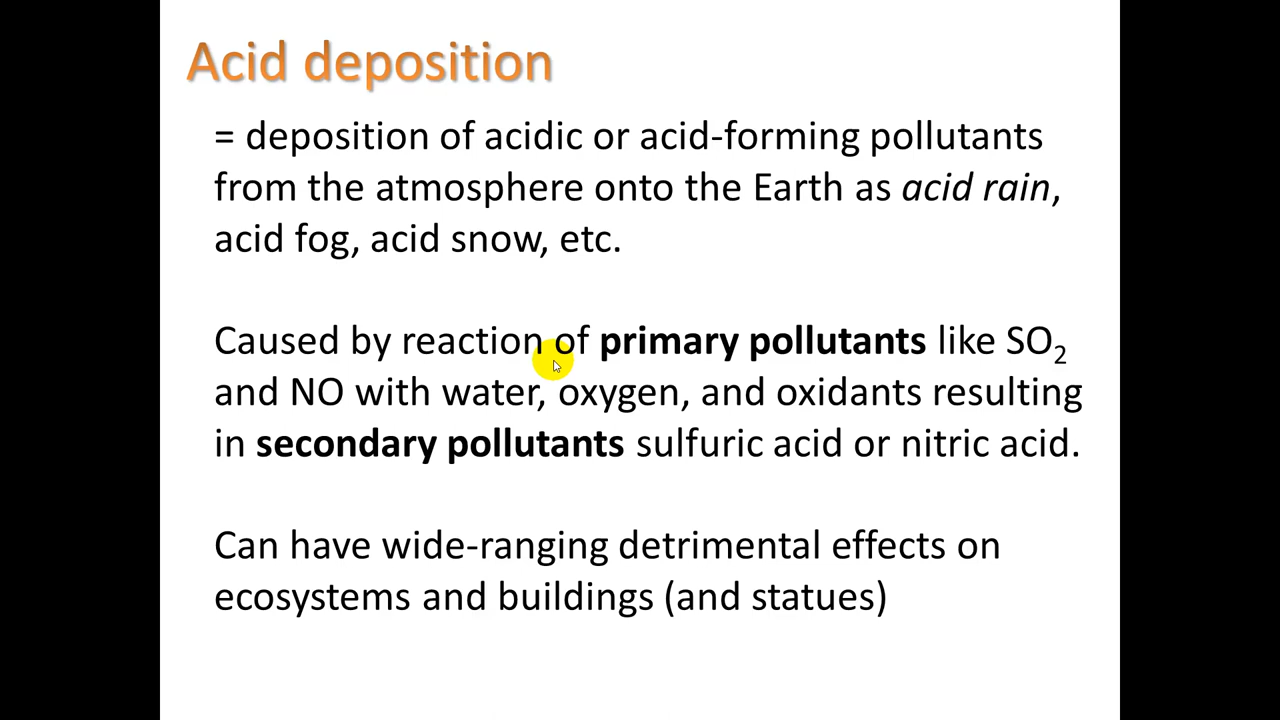 Acid deposition
= deposition of acidic or acid-forming pollutants
from the atmosphere onto the Earth as acid rain,
acid fog, acid snow, etc.
Caused by reaction of primary pollutants like SO₂
and NO with water, oxygen, and oxidants resulting
in secondary pollutants sulfuric acid or nitric acid.
Can have wide-ranging detrimental effects on
ecosystems and buildings (and statues)